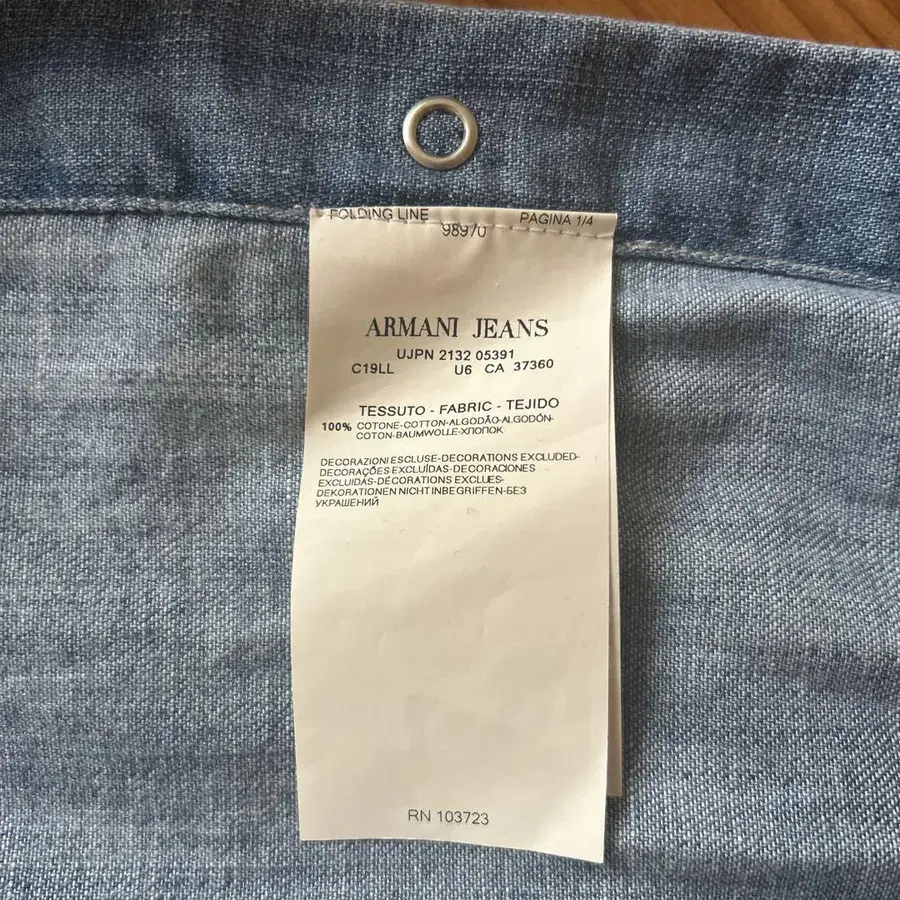 FOLDING LINE PAGINA 1/4
98970
ARMANI JEANS
UJPN 2132 05391
C19LL U6 CA 37360
TESSUTO - FABRIC - TEJIDO
100% COTONE-COTTON-ALGODÃO-ALGODÓN-
COTON-BAUMWOLLE-ХЛОПОК
DECORAZIONI ESCLUSE-DECORATIONS EXCLUDED-
DECORAÇÕES EXCLUÍDAS-DECORACIONES
EXCLUIDAS-DÉCORATIONS EXCLUES-
DEKORATIONEN NICHT INBEGRIFFEN-БЕЗ
УКРАШЕНИЙ
RN 103723